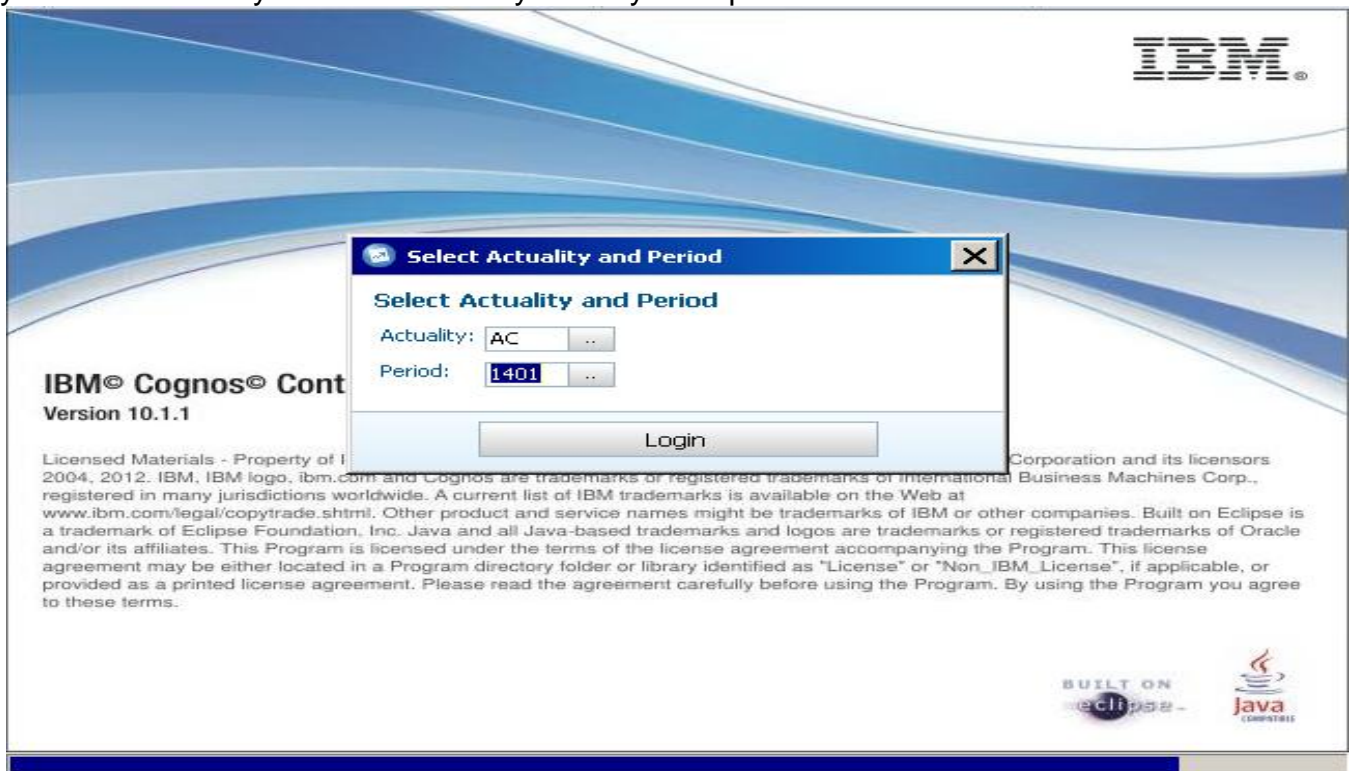 IBM®
Select Actuality and Period
Select Actuality and Period
Actuality: AC ..
Period: 1401 ..
Login
IBM© Cognos© Cont
Version 10.1.1
Licensed Materials - Property of Corporation and its licensors
2004, 2012. IBM, IBM logo, ibm.com and Cognos are trademarks or registered trademarks of International Business Machines Corp.,
registered in many jurisdictions worldwide. A current list of IBM trademarks is available on the Web at
www.ibm.com/legal/copytrade.shtml. Other product and service names might be trademarks of IBM or other companies. Built on Eclipse is
a trademark of Eclipse Foundation, Inc. Java and all Java-based trademarks and logos are trademarks or registered trademarks of Oracle
and/or its affiliates. This Program is licensed under the terms of the license agreement accompanying the Program. This license
agreement may be either located in a Program directory folder or library identified as "License" or "Non_IBM_License", if applicable, or
provided as a printed license agreement. Please read the agreement carefully before using the Program. By using the Program you agree
to these terms.
BUILT ON
eclipse
Java
COMPATIBLE